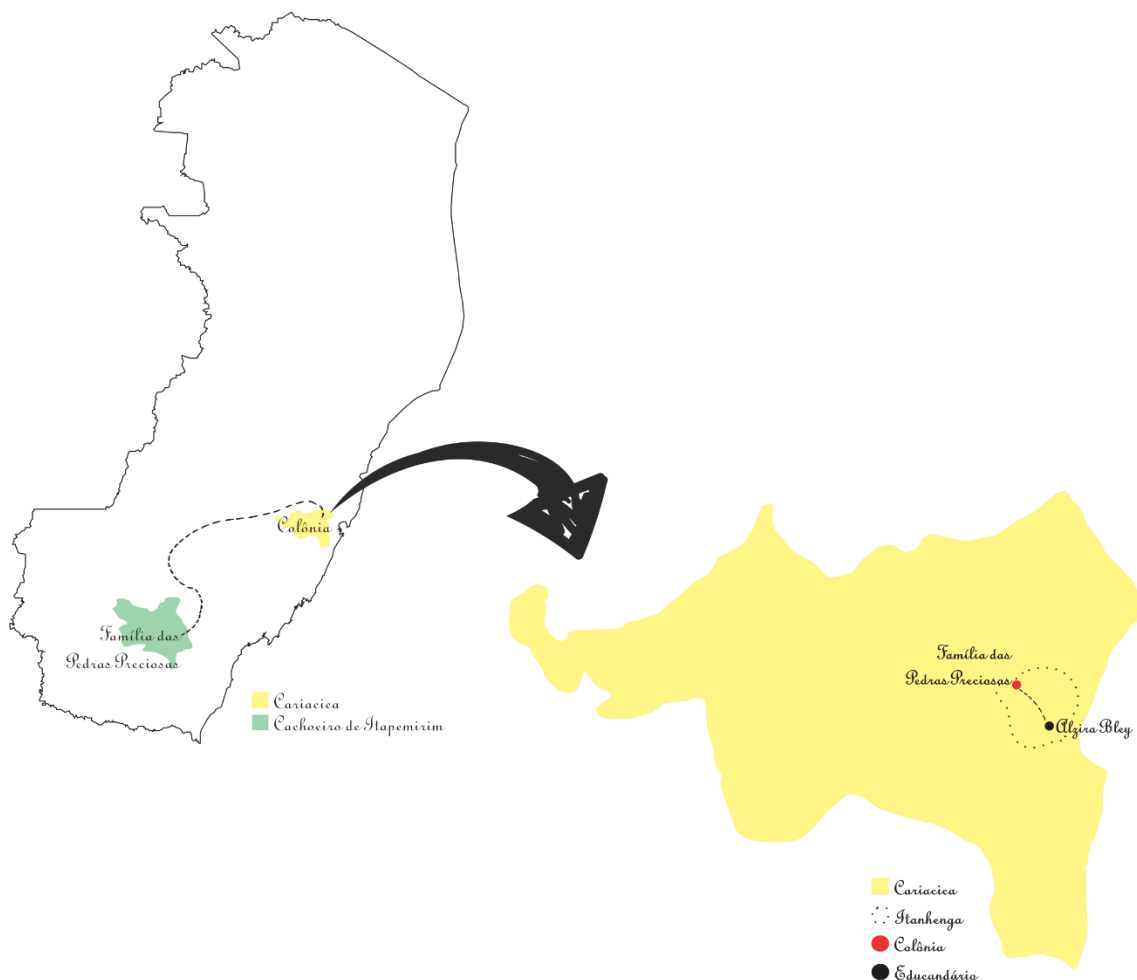 Colônia
Família das
Pedras Preciosas
Cariacica
Cachoeiro de Itapemirim
Família das
Pedras Preciosas
Alzira Bley
Cariacica
Itanhenga
Colônia
Educandário